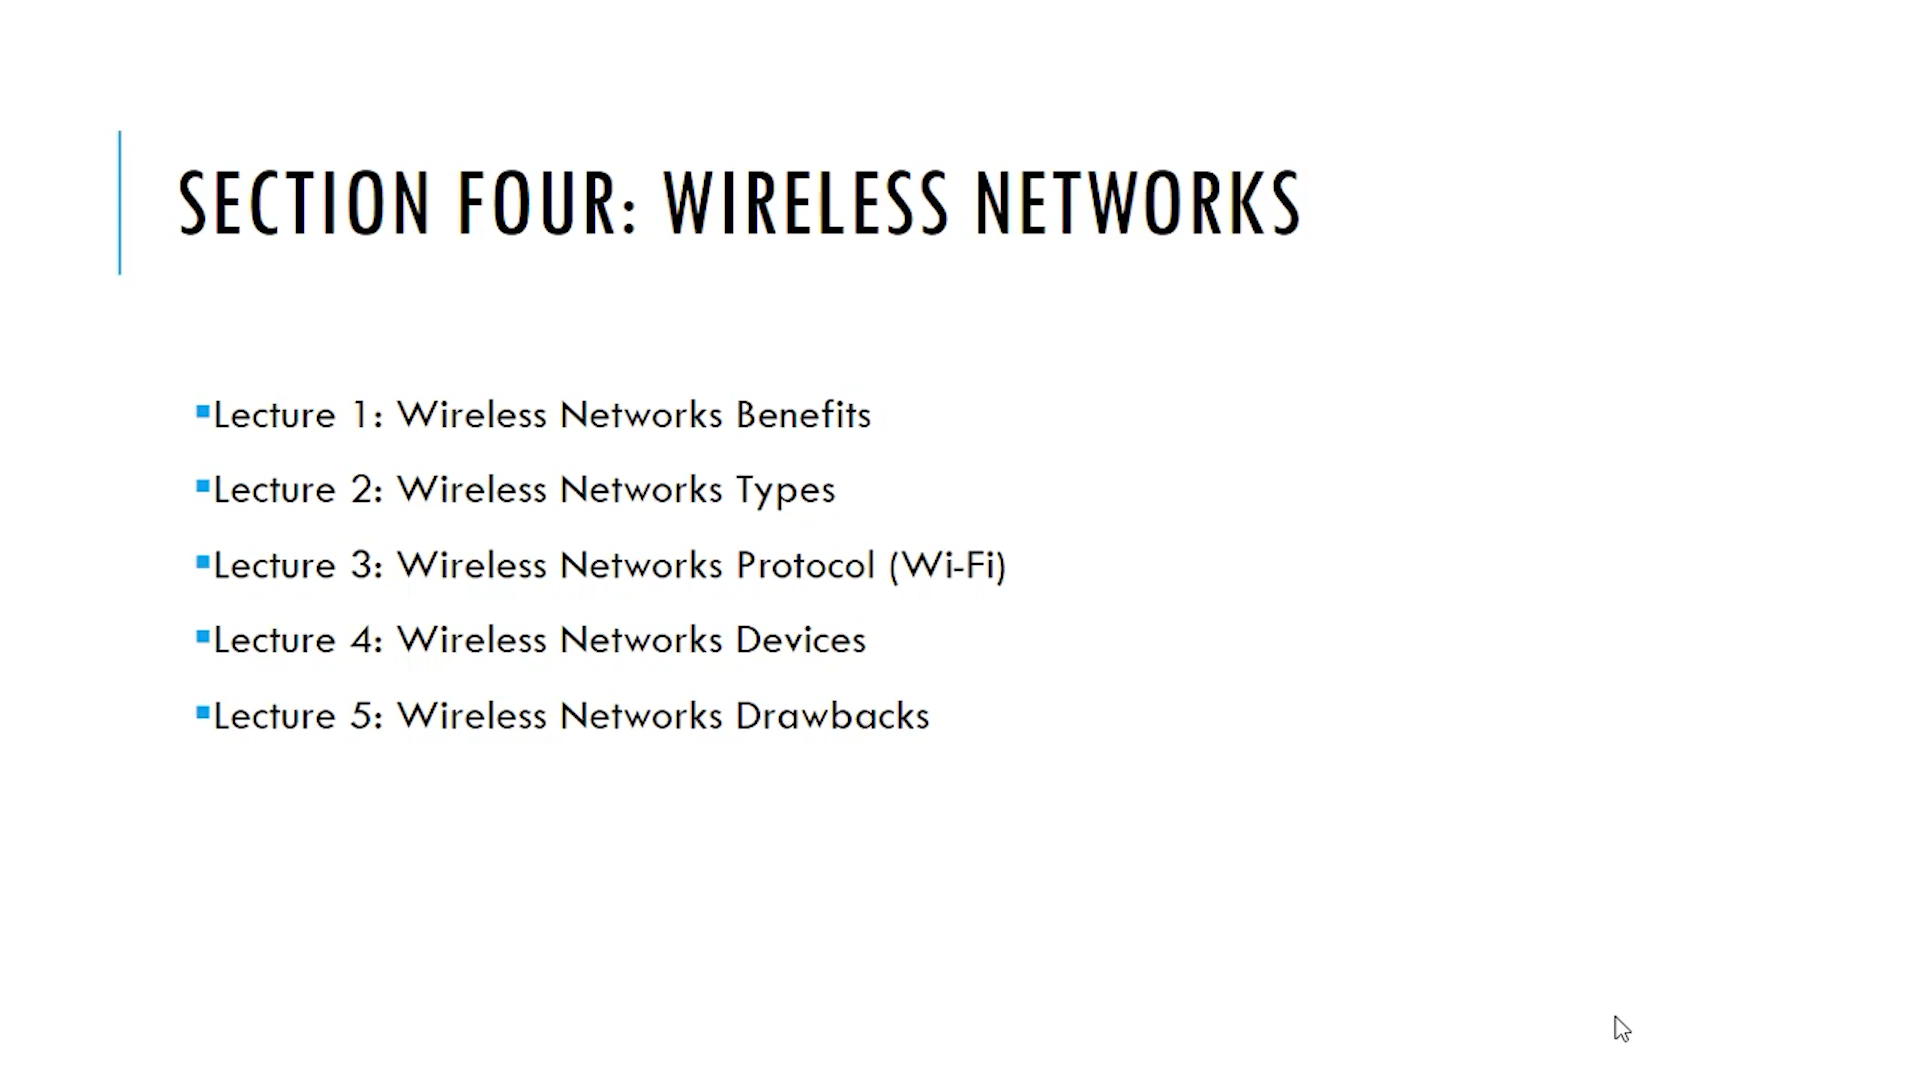 SECTION FOUR: WIRELESS NETWORKS
Lecture 1: Wireless Networks Benefits
Lecture 2: Wireless Networks Types
Lecture 3: Wireless Networks Protocol (Wi-Fi)
Lecture 4: Wireless Networks Devices
Lecture 5: Wireless Networks Drawbacks